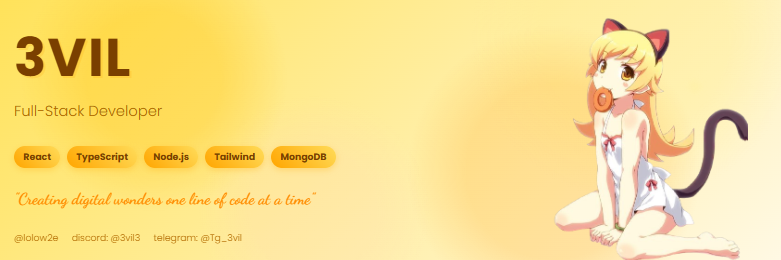 3VIL
Full-Stack Developer
React TypeScript Node.js Tailwind MongoDB
"Creating digital wonders one line of code at a time"
@lolow2e discord: @3vil3 telegram: @Tg_3vil